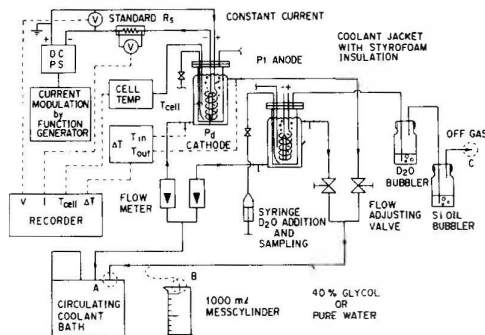 STANDARD Rs
CONSTANT CURRENT
V
V
+
-
DC
PS
CURRENT
MODULATION
by
FUNCTION
GENERATOR
CELL
TEMP
Tcell
ΔT
Tin
Tout
Pt ANODE
Pd
CATHODE
COOLANT JACKET
WITH STYROFOAM
INSULATION
- +
OFF GAS
C
D2O
BUBBLER
Si OIL
BUBBLER
V I Tcell ΔT
RECORDER
FLOW
METER
SYRINGE
D2O ADDITION
AND
SAMPLING
FLOW
ADJUSTING
VALVE
A
B
CIRCULATING
COOLANT
BATH
1000 ml
MESSCYLINDER
40% GLYCOL
OR
PURE WATER